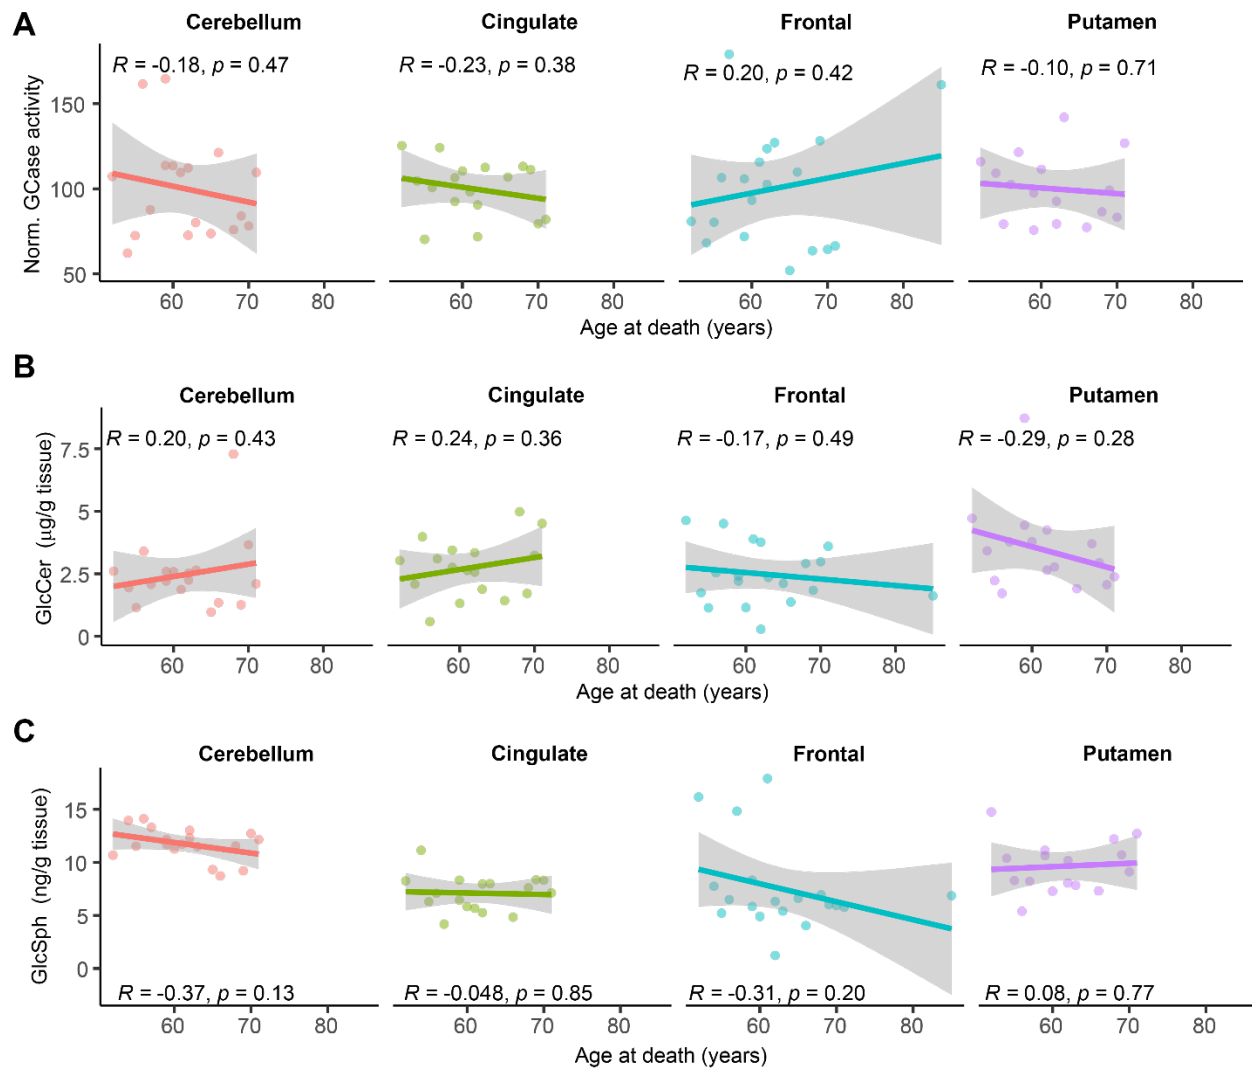 A
Cerebellum Cingulate Frontal Putamen
R = -0.18, p = 0.47 R = -0.23, p = 0.38 R = 0.20, p = 0.42 R = -0.10, p = 0.71
Norm. GCase activity
150
100
50
60 70 80 60 70 80 60 70 80 60 70 80
Age at death (years)
B
Cerebellum Cingulate Frontal Putamen
R = 0.20, p = 0.43 R = 0.24, p = 0.36 R = -0.17, p = 0.49 R = -0.29, p = 0.28
GlcCer (μg/g tissue)
7.5
5
2.5
0
60 70 80 60 70 80 60 70 80 60 70 80
Age at death (years)
C
Cerebellum Cingulate Frontal Putamen
GlcSph (ng/g tissue)
15
10
5
0
R = -0.37, p = 0.13 R = -0.048, p = 0.85 R = -0.31, p = 0.20 R = 0.08, p = 0.77
60 70 80 60 70 80 60 70 80 60 70 80
Age at death (years)